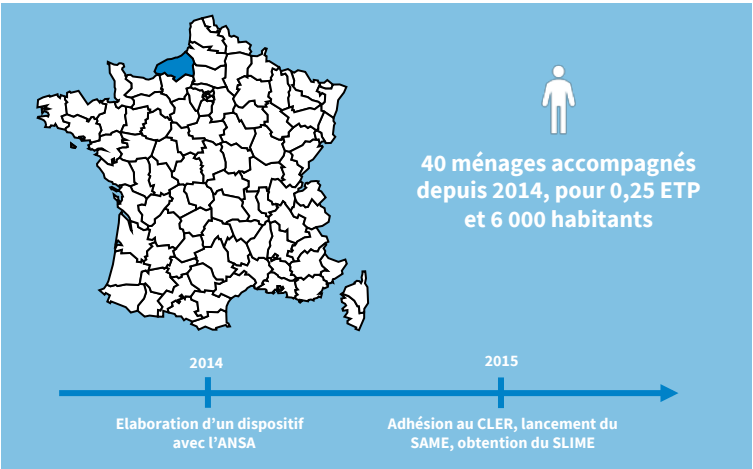 40 ménages accompagnés
depuis 2014, pour 0,25 ETP
et 6 000 habitants
2014
2015
Elaboration d’un dispositif
avec l’ANSA
Adhésion au CLER, lancement du
SAME, obtention du SLIME